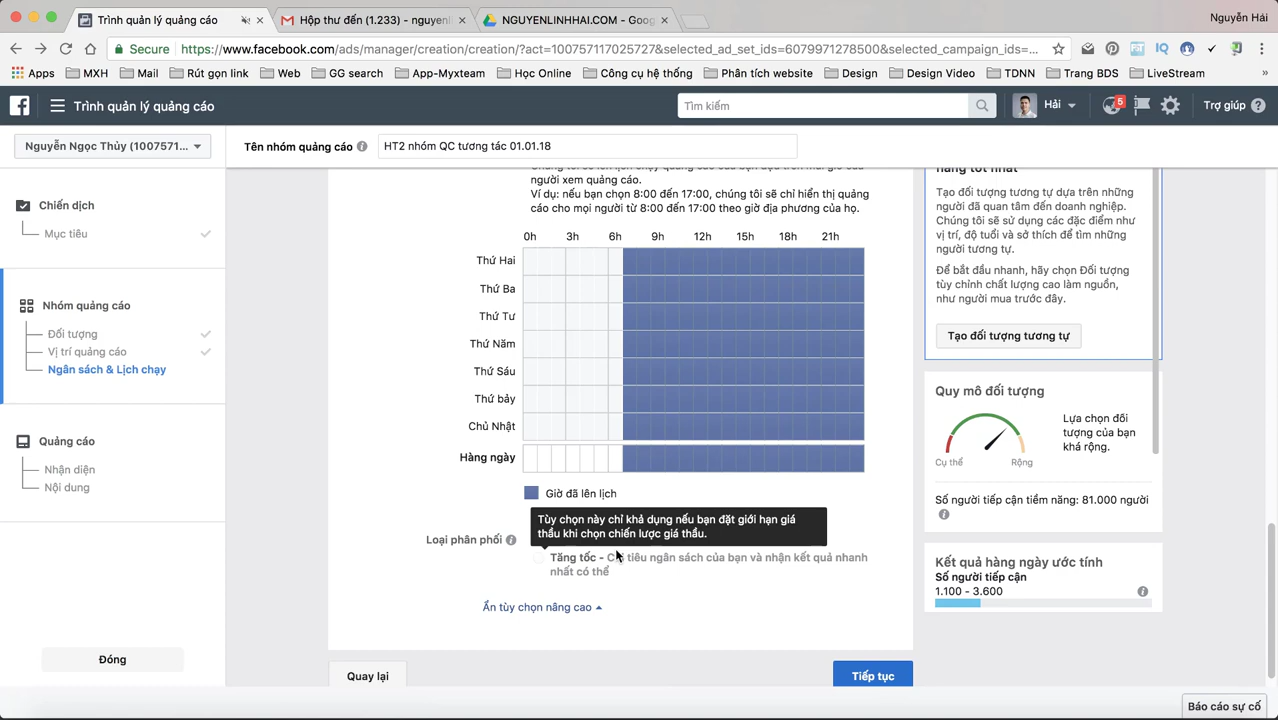 Trình quản lý quảng cáo
Hộp thư đến (1.233) - nguyenl
NGUYENLINHHAI.COM - Goog
Nguyễn Hải
Secure
https://www.facebook.com/ads/manager/creation/creation/?act=100757117025727&selected_ad_set_ids=6079971278500&selected_campaign_ids=...
Apps
MXH
Mail
Rút gọn link
Web
GG search
App-Myxteam
Học Online
Công cụ hệ thống
Phân tích website
Design
Design Video
TDNN
Trang BDS
LiveStream
»
Trình quản lý quảng cáo
Tìm kiếm
Hải
5
Trợ giúp
Nguyễn Ngọc Thủy (1007571...
Tên nhóm quảng cáo
HT2 nhóm QC tương tác 01.01.18
Chiến dịch
Mục tiêu
Nhóm quảng cáo
Đối tượng
Vị trí quảng cáo
Ngân sách & Lịch chạy
Quảng cáo
Nhận diện
Nội dung
Đóng
người xem quảng cáo.
Ví dụ: nếu bạn chọn 8:00 đến 17:00, chúng tôi sẽ chỉ hiển thị quảng
cáo cho mọi người từ 8:00 đến 17:00 theo giờ địa phương của họ.
0h 3h 6h 9h 12h 15h 18h 21h
Thứ Hai
Thứ Ba
Thứ Tư
Thứ Năm
Thứ Sáu
Thứ bảy
Chủ Nhật
Hàng ngày
Giờ đã lên lịch
Tùy chọn này chỉ khả dụng nếu bạn đặt giới hạn giá
thầu khi chọn chiến lược giá thầu.
Loại phân phối
Tăng tốc - tiêu ngân sách của bạn và nhận kết quả nhanh
nhất có thể
Ẩn tùy chọn nâng cao
Quay lại
Tiếp tục
hàng tốt nhất
Tạo đối tượng tương tự dựa trên những
người đã quan tâm đến doanh nghiệp.
Chúng tôi sẽ sử dụng các đặc điểm như
vị trí, độ tuổi và sở thích để tìm những
người tương tự.
Để bắt đầu nhanh, hãy chọn Đối tượng
tùy chỉnh chất lượng cao làm nguồn,
như người mua trước đây.
Tạo đối tượng tương tự
Quy mô đối tượng
Lựa chọn đối
tượng của bạn
khá rộng.
Cụ thể
Rộng
Số người tiếp cận tiềm năng: 81.000 người
Kết quả hàng ngày ước tính
Số người tiếp cận
1.100 - 3.600
Báo cáo sự cố